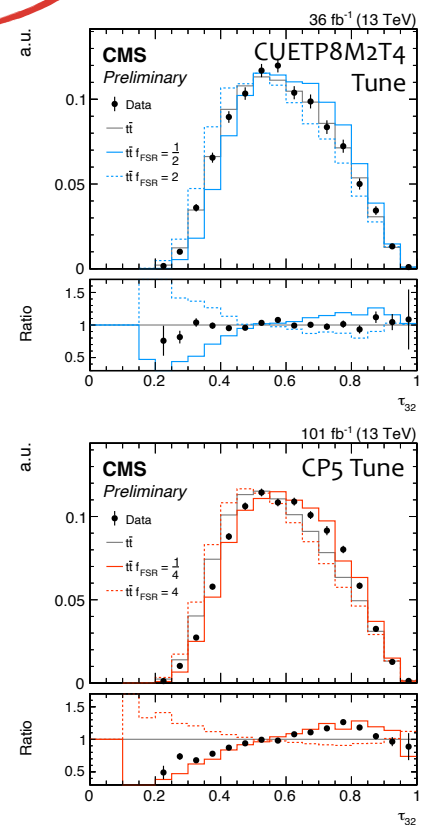 36 fb⁻¹ (13 TeV)
a.u.
CMS
Preliminary
CUETP8M2T4
Tune
Data
tt̄
tt̄ f_FSR = 1/2
tt̄ f_FSR = 2
0.1
0.05
0
Ratio
1.5
1
0.5
0 0.2 0.4 0.6 0.8 1
τ₃₂
101 fb⁻¹ (13 TeV)
a.u.
CMS
Preliminary
CP5 Tune
Data
tt̄
tt̄ f_FSR = 1/4
tt̄ f_FSR = 4
0.1
0.05
0
Ratio
1.5
1
0.5
0 0.2 0.4 0.6 0.8 1
τ₃₂